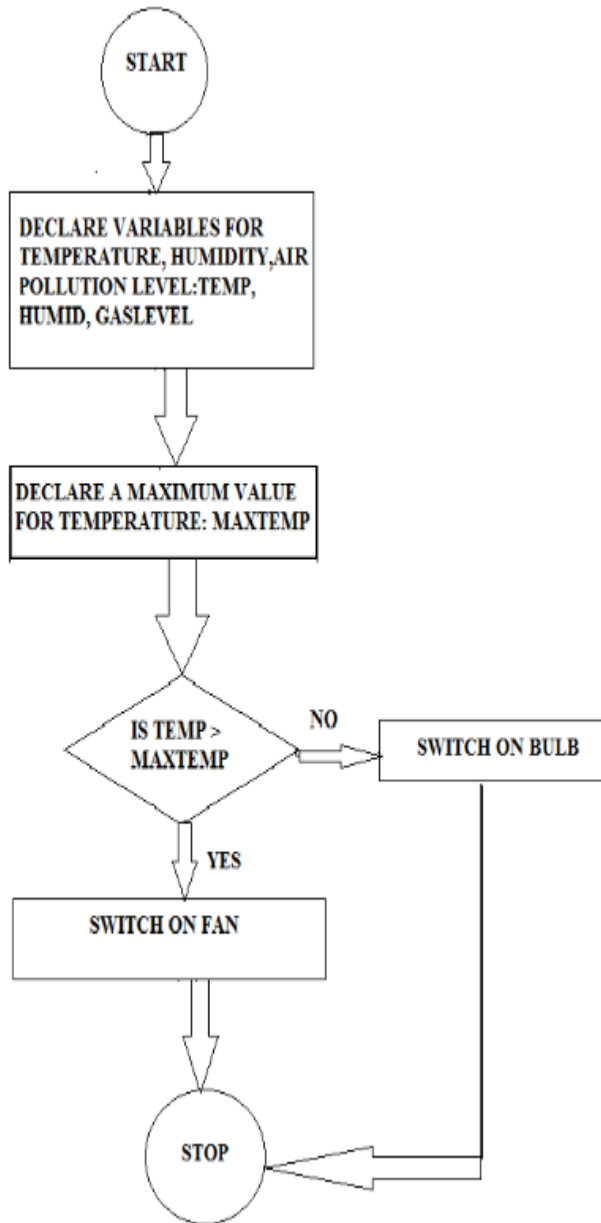 START
DECLARE VARIABLES FOR
TEMPERATURE, HUMIDITY,AIR
POLLUTION LEVEL:TEMP,
HUMID, GASLEVEL
DECLARE A MAXIMUM VALUE
FOR TEMPERATURE: MAXTEMP
IS TEMP >
MAXTEMP
NO
SWITCH ON BULB
YES
SWITCH ON FAN
STOP